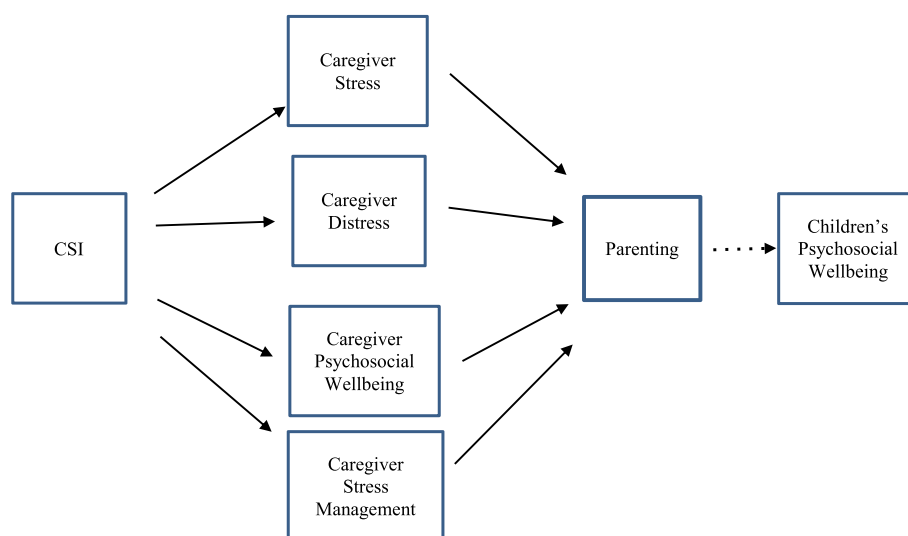 Caregiver
Stress
Caregiver
Distress
CSI
Parenting
Children’s
Psychosocial
Wellbeing
Caregiver
Psychosocial
Wellbeing
Caregiver
Stress
Management